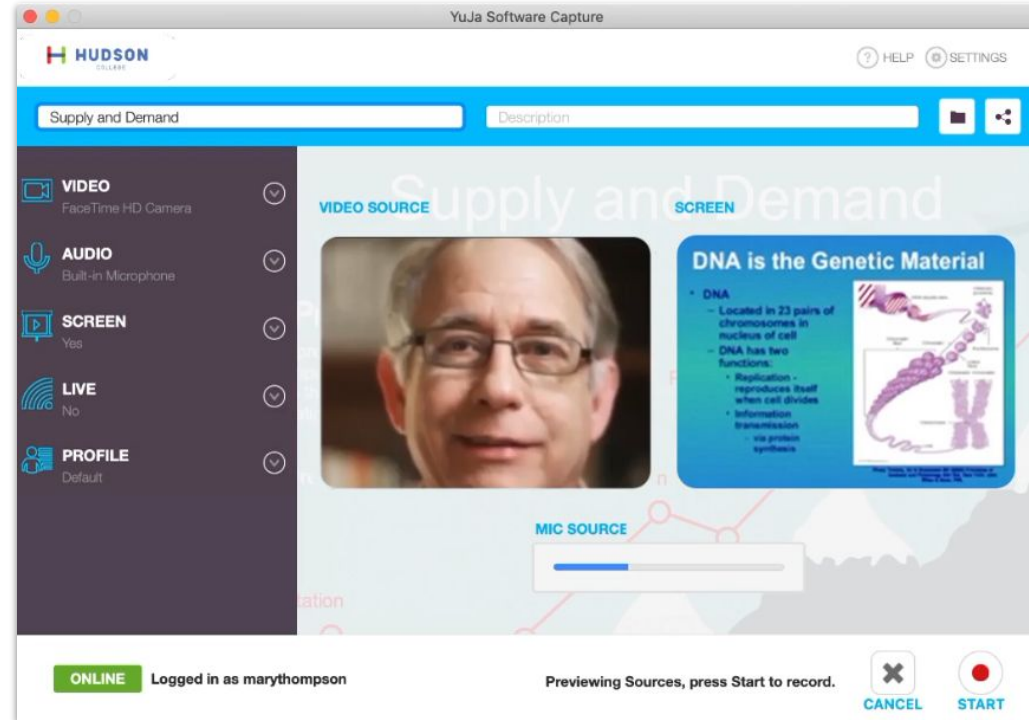 YuJa Software Capture
HUDSON
COLLEGE
HELP
SETTINGS
Supply and Demand
Description
VIDEO
FaceTime HD Camera
AUDIO
Built-in Microphone
SCREEN
Yes
LIVE
No
PROFILE
Default
Supply and Demand
VIDEO SOURCE
SCREEN
DNA is the Genetic Material
• DNA
– Located in 23 pairs of
chromosomes in
nucleus of cell
– DNA has two
functions:
• Replication -
reproduces itself
when cell divides
• Information
transmission
- via protein
synthesis
MIC SOURCE
tation
ONLINE
Logged in as marythompson
Previewing Sources, press Start to record.
CANCEL
START